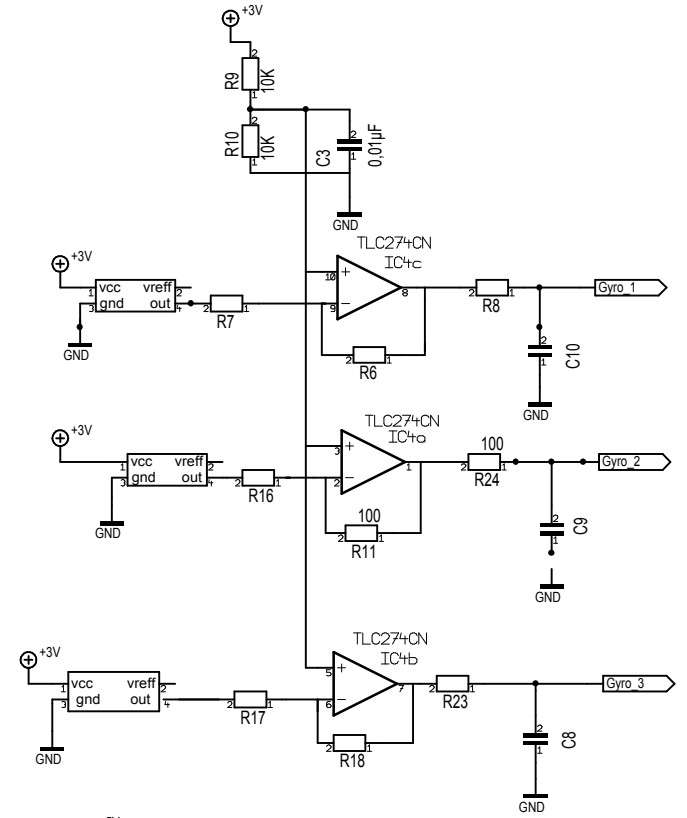 +3V
2
R9
10K
1
2
R10
10K
1
2
C3
1
0,01µF
GND
TLC274CN
IC4c
+3V
10
+
8
9
−
1
vcc
vreff
2
3
gnd
out
4
2
1
R7
2
1
R6
2
1
R8
Gyro_1
2
1
C10
GND
GND
TLC274CN
IC4a
+3V
3
+
1
2
−
1
vcc
vreff
2
3
gnd
out
4
2
1
R16
100
2
1
R11
100
2
1
R24
Gyro_2
2
1
C9
GND
GND
TLC274CN
IC4b
+3V
5
+
7
6
−
1
vcc
vreff
2
3
gnd
out
4
2
1
R17
2
1
R18
2
1
R23
Gyro_3
2
1
C8
GND
GND